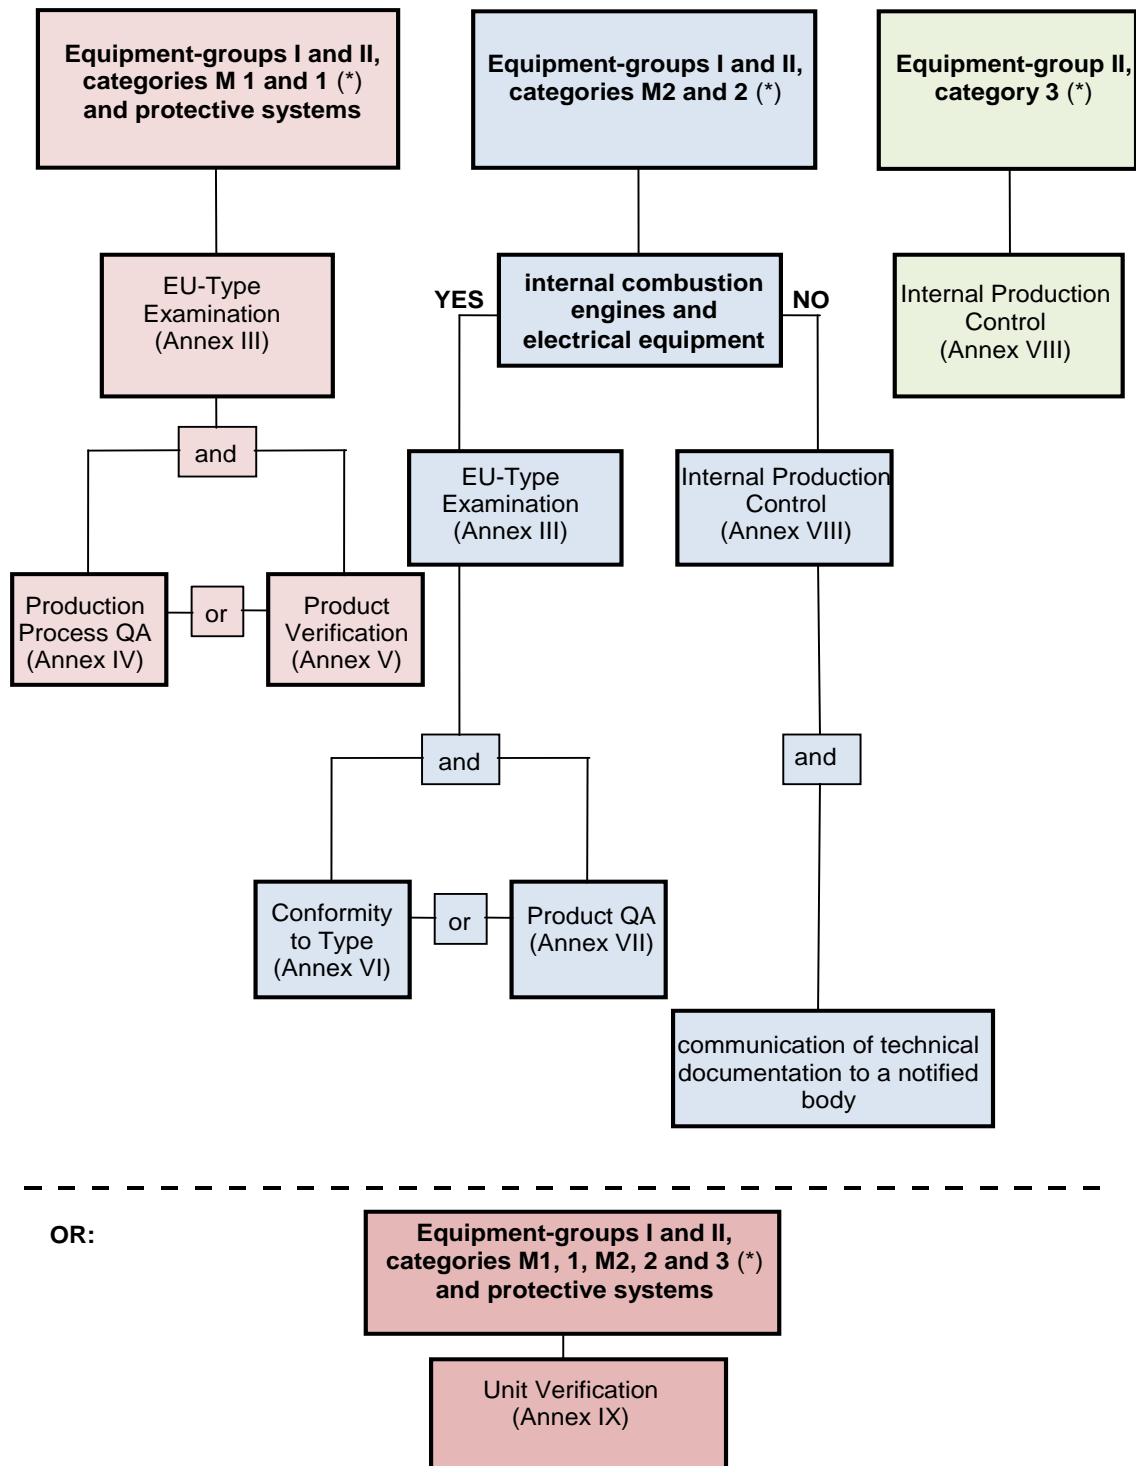 Equipment-groups I and II,
categories M 1 and 1 (*)
and protective systems
Equipment-groups I and II,
categories M2 and 2 (*)
Equipment-group II,
category 3 (*)
EU-Type
Examination
(Annex III)
YES
internal combustion
engines and
electrical equipment
NO
Internal Production
Control
(Annex VIII)
and
EU-Type
Examination
(Annex III)
Internal Production
Control
(Annex VIII)
Production
Process QA
(Annex IV)
or
Product
Verification
(Annex V)
and
and
Conformity
to Type
(Annex VI)
or
Product QA
(Annex VII)
communication of technical
documentation to a notified
body
OR:
Equipment-groups I and II,
categories M1, 1, M2, 2 and 3 (*)
and protective systems
Unit Verification
(Annex IX)